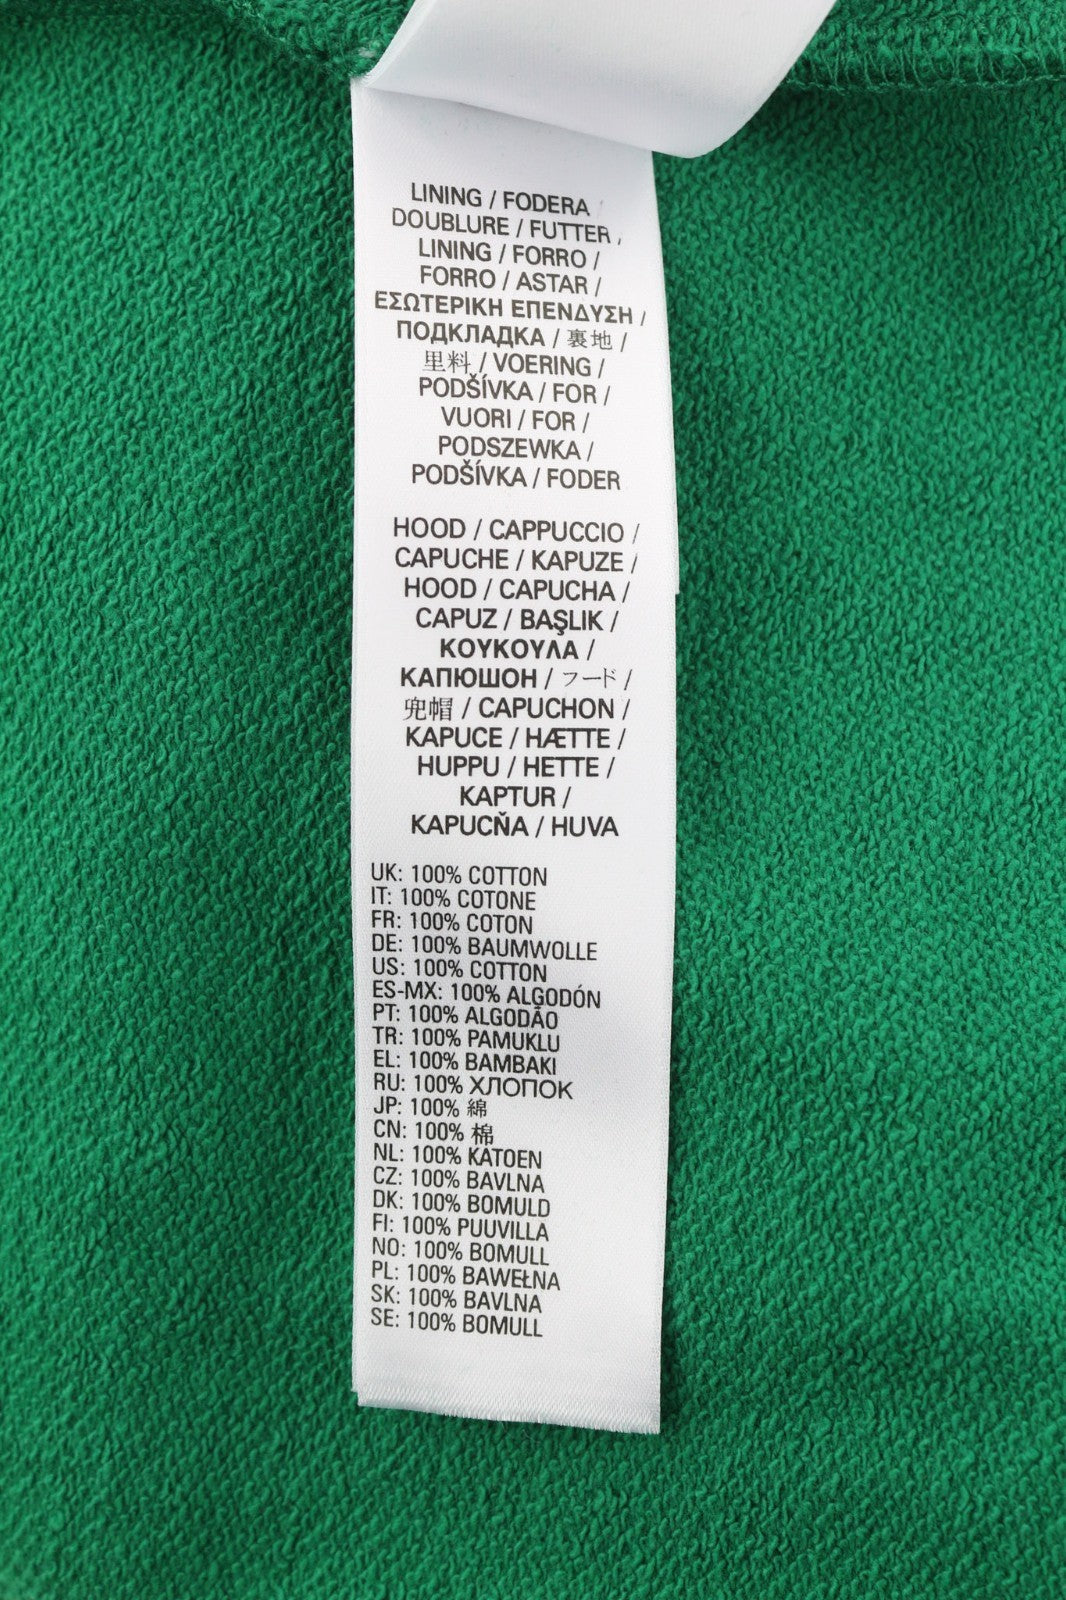 LINING / FODERA
DOUBLURE / FUTTER /
LINING / FORRO /
FORRO / ASTAR /
ΕΣΩΤΕΡΙΚΗ ΕΠΕΝΔΥΣΗ /
ПОДКЛАДКА / 裏地 /
里料 / VOERING /
PODŠÍVKA / FOR /
VUORI / FOR /
PODSZEWKA /
PODŠÍVKA / FODER
HOOD / CAPPUCCIO /
CAPUCHE / KAPUZE /
HOOD / CAPUCHA /
CAPUZ / BAŞLIK /
ΚΟΥΚΟΥΛΑ /
КАПЮШОН / フード /
兜帽 / CAPUCHON /
KAPUCE / HÆTTE /
HUPPU / HETTE /
KAPTUR /
KAPUCŇA / HUVA
UK: 100% COTTON
IT: 100% COTONE
FR: 100% COTON
DE: 100% BAUMWOLLE
US: 100% COTTON
ES-MX: 100% ALGODÓN
PT: 100% ALGODÃO
TR: 100% PAMUKLU
EL: 100% ΒΑΜΒΑΚΙ
RU: 100% ХЛОПОК
JP: 100% 綿
CN: 100% 棉
NL: 100% KATOEN
CZ: 100% BAVLNA
DK: 100% BOMULD
FI: 100% PUUVILLA
NO: 100% BOMULL
PL: 100% BAWEŁNA
SK: 100% BAVLNA
SE: 100% BOMULL